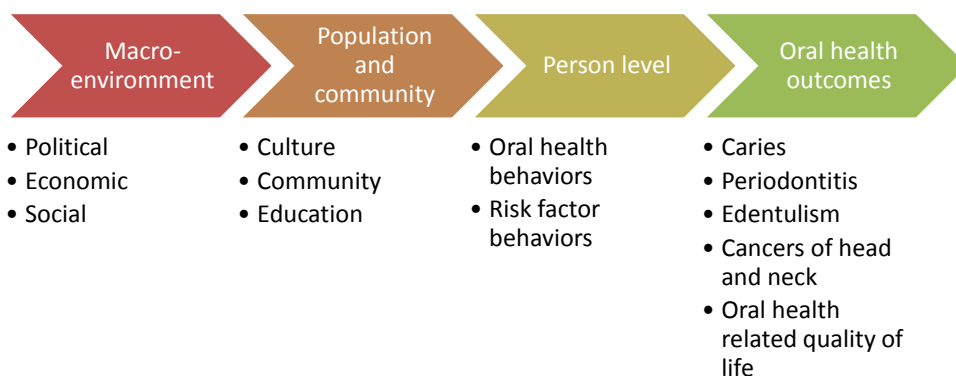 Macro-
enviromment
Population
and
community
Person level
Oral health
outcomes
• Political
• Economic
• Social
• Culture
• Community
• Education
• Oral health
behaviors
• Risk factor
behaviors
• Caries
• Periodontitis
• Edentulism
• Cancers of head
and neck
• Oral health
related quality of
life